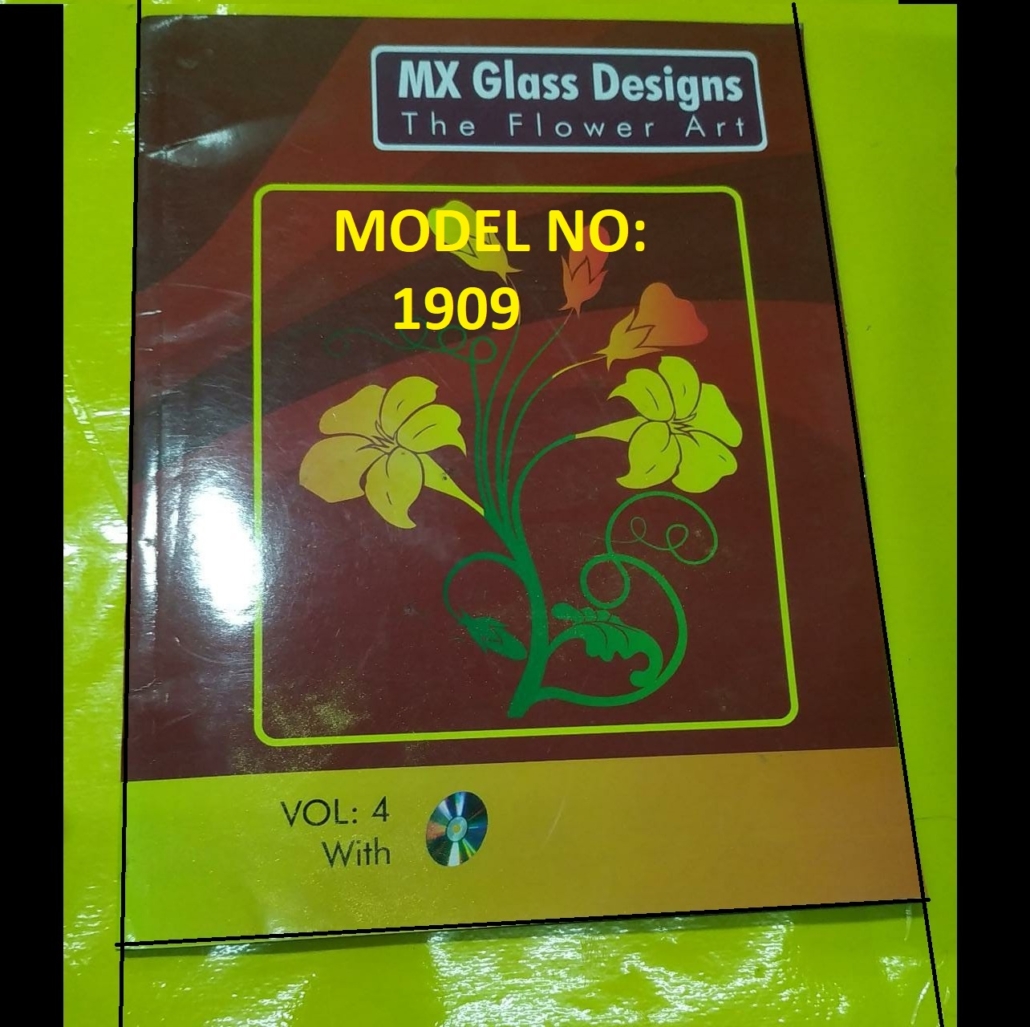 MX Glass Designs
The Flower Art
MODEL NO:
1909
VOL: 4
With